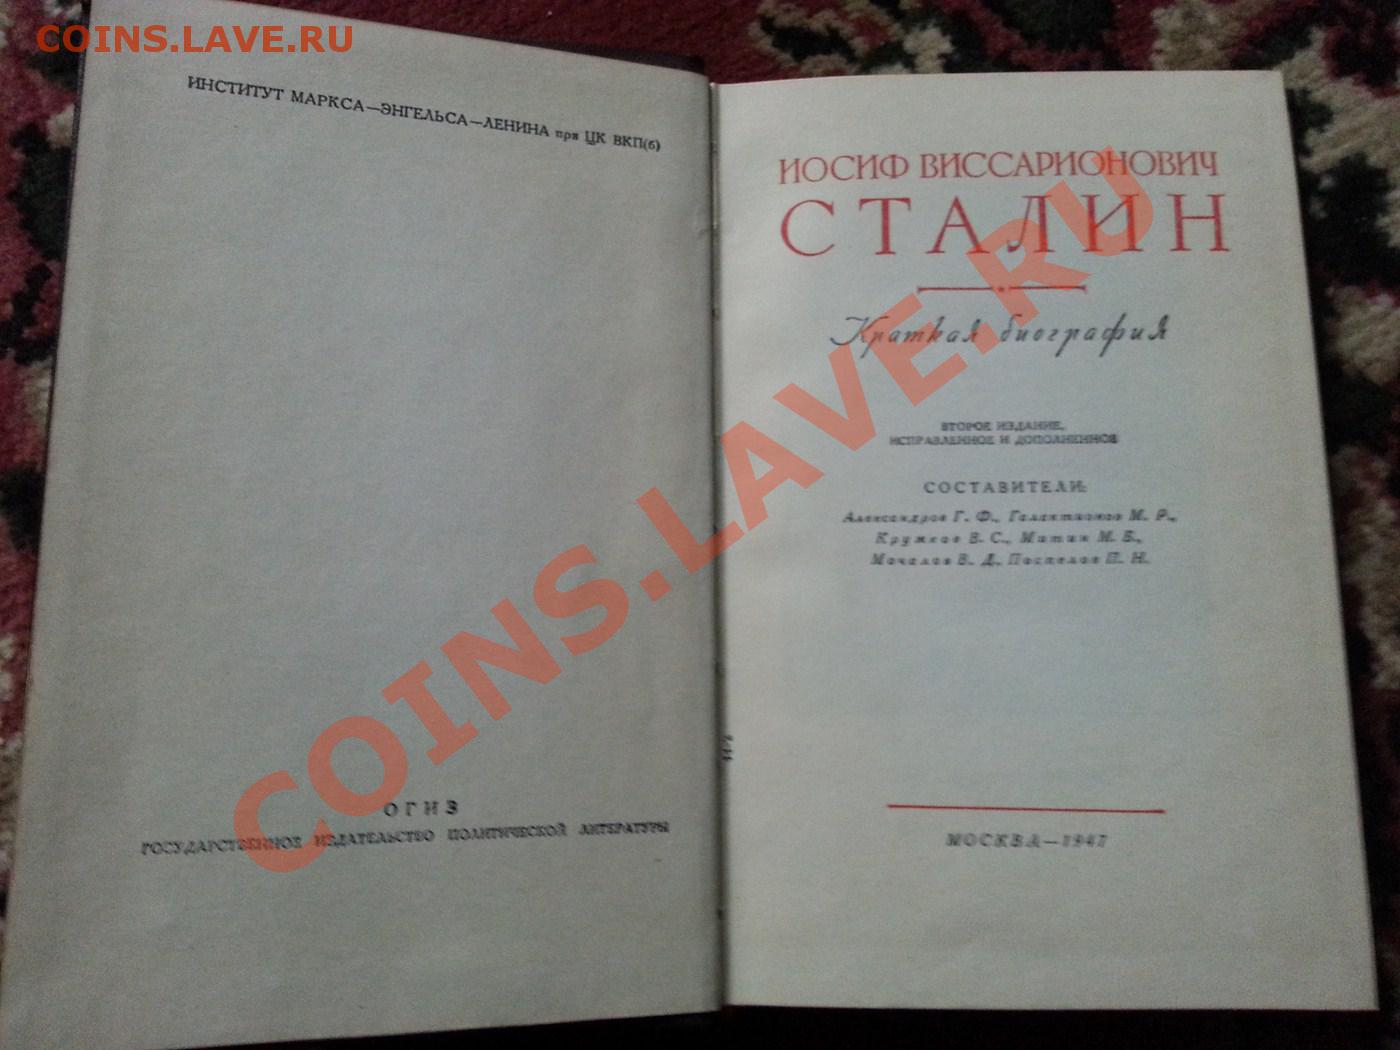 COINS.LAVE.RU
ИНСТИТУТ МАРКСА—ЭНГЕЛЬСА—ЛЕНИНА при ЦК ВКП(б)
ОГИЗ
ГОСУДАРСТВЕННОЕ ИЗДАТЕЛЬСТВО ПОЛИТИЧЕСКОЙ ЛИТЕРАТУРЫ
ИОСИФ ВИССАРИОНОВИЧ
СТАЛИН
Краткая биография
ВТОРОЕ ИЗДАНИЕ,
ИСПРАВЛЕННОЕ И ДОПОЛНЕННОЕ
СОСТАВИТЕЛИ:
Александров Г. Ф., Галактионов М. Р.,
Кружков В. С., Митин М. Б.,
Мочалов В. Д., Поспелов П. Н.
МОСКВА—1947
COINS.LAVE.RU